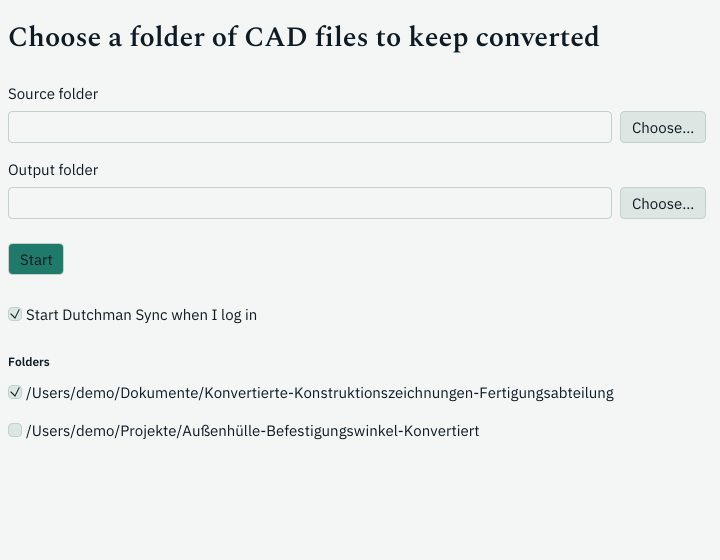 Choose a folder of CAD files to keep converted
Source folder
Choose...
Output folder
Choose...
Start
Start Dutchman Sync when I log in
Folders
/Users/demo/Dokumente/Konvertierte-Konstruktionszeichnungen-Fertigungsabteilung
/Users/demo/Projekte/Außenhülle-Befestigungswinkel-Konvertiert